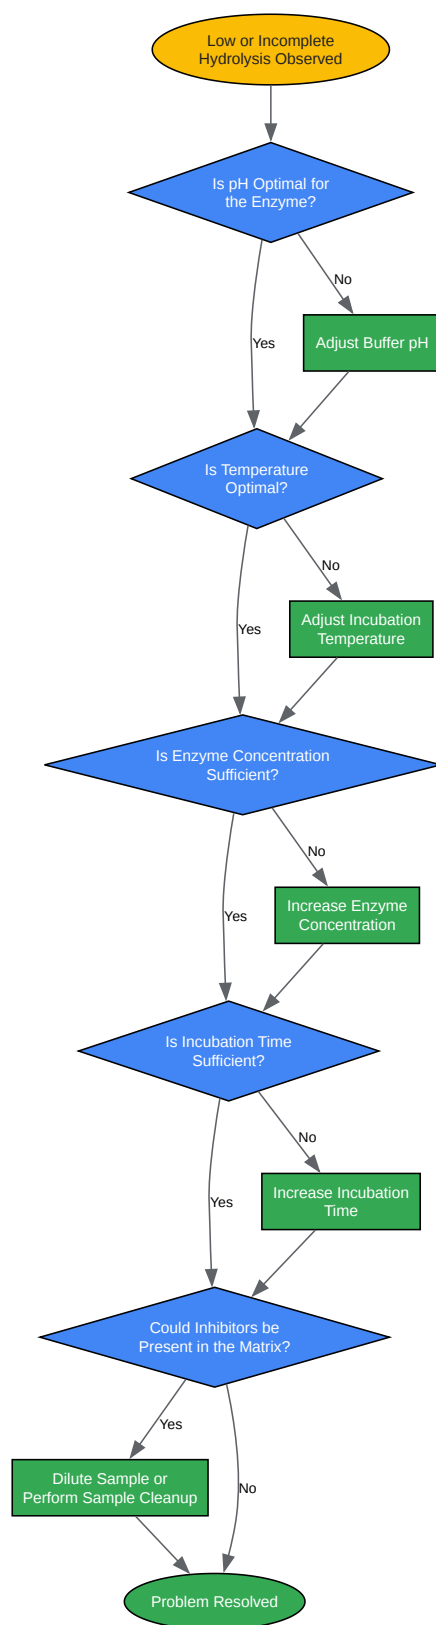 Low or Incomplete
Hydrolysis Observed
Is pH Optimal for
the Enzyme?
No
Adjust Buffer pH
Yes
Is Temperature
Optimal?
No
Adjust Incubation
Temperature
Yes
Is Enzyme Concentration
Sufficient?
No
Increase Enzyme
Concentration
Yes
Is Incubation Time
Sufficient?
No
Increase Incubation
Time
Yes
Could Inhibitors be
Present in the Matrix?
Yes
Dilute Sample or
Perform Sample Cleanup
No
Problem Resolved